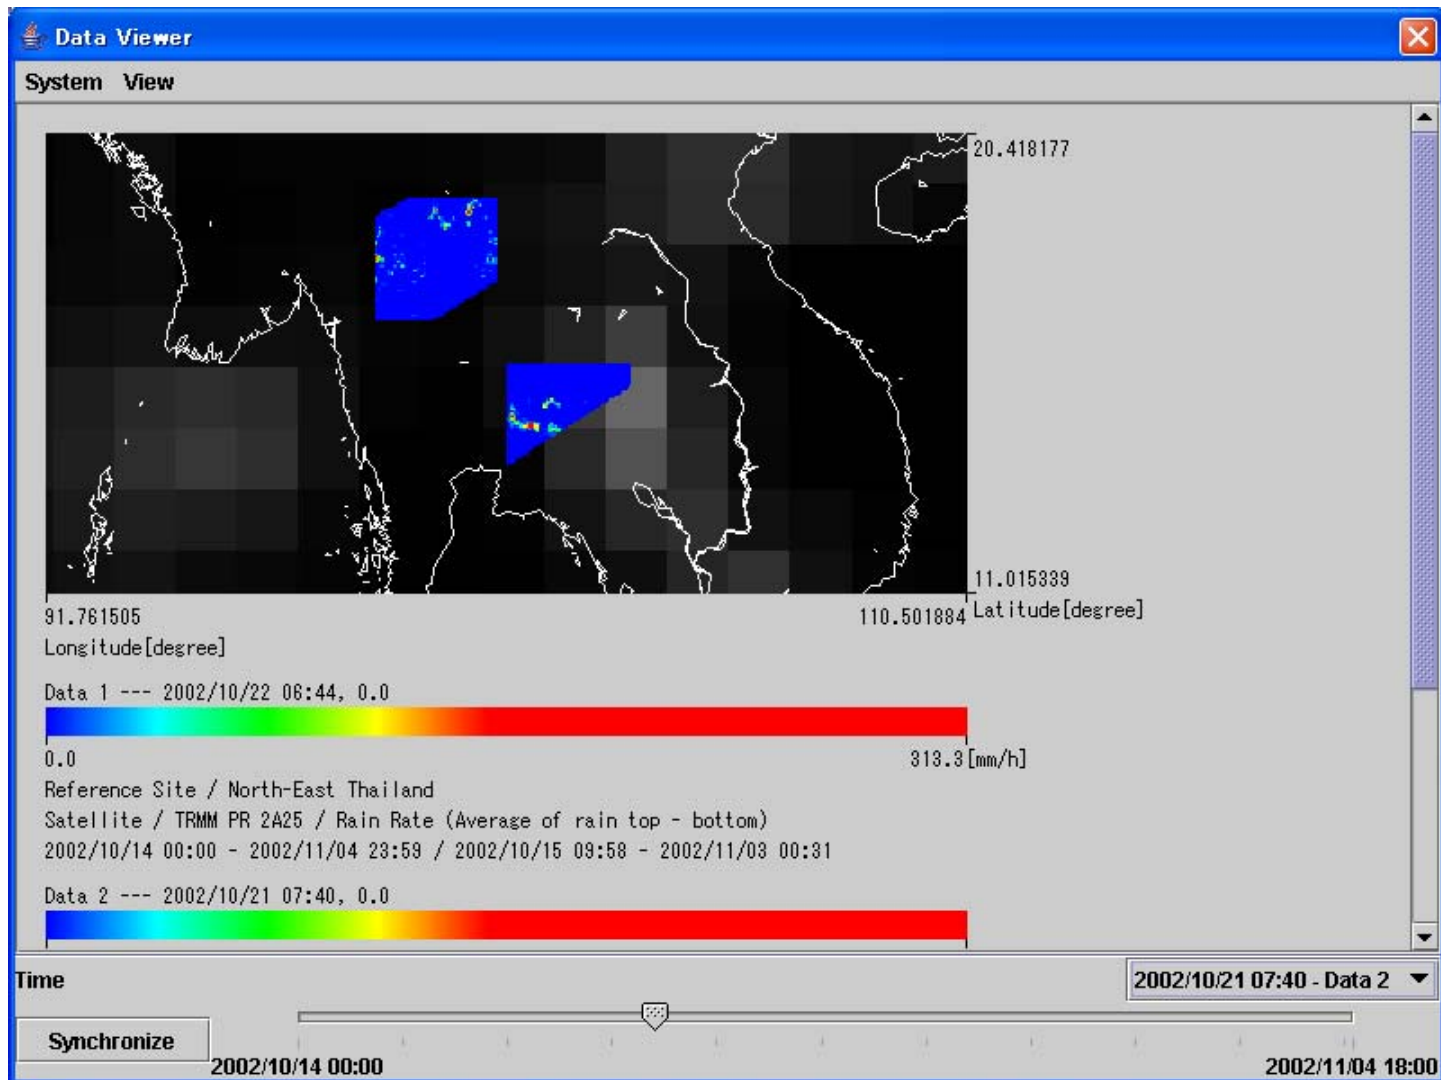 Data Viewer
System View
20.418177
11.015339
91.761505
110.501884
Latitude[degree]
Longitude[degree]
Data 1 --- 2002/10/22 06:44, 0.0
0.0
313.3[mm/h]
Reference Site / North-East Thailand
Satellite / TRMM PR 2A25 / Rain Rate (Average of rain top - bottom)
2002/10/14 00:00 - 2002/11/04 23:59 / 2002/10/15 09:58 - 2002/11/03 00:31
Data 2 --- 2002/10/21 07:40, 0.0
Time
2002/10/21 07:40 - Data 2
Synchronize
2002/10/14 00:00
2002/11/04 18:00